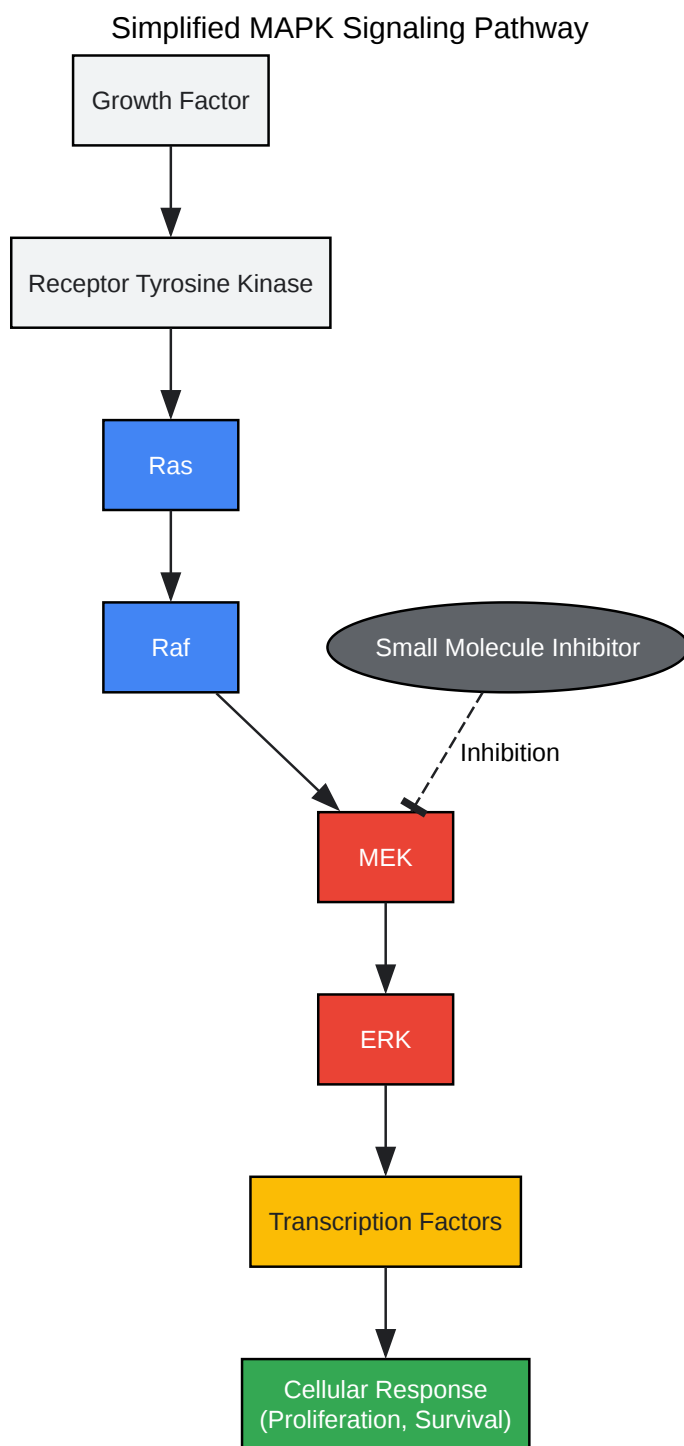 Simplified MAPK Signaling Pathway
Growth Factor
Receptor Tyrosine Kinase
Ras
Raf
Small Molecule Inhibitor
Inhibition
MEK
ERK
Transcription Factors
Cellular Response
(Proliferation, Survival)